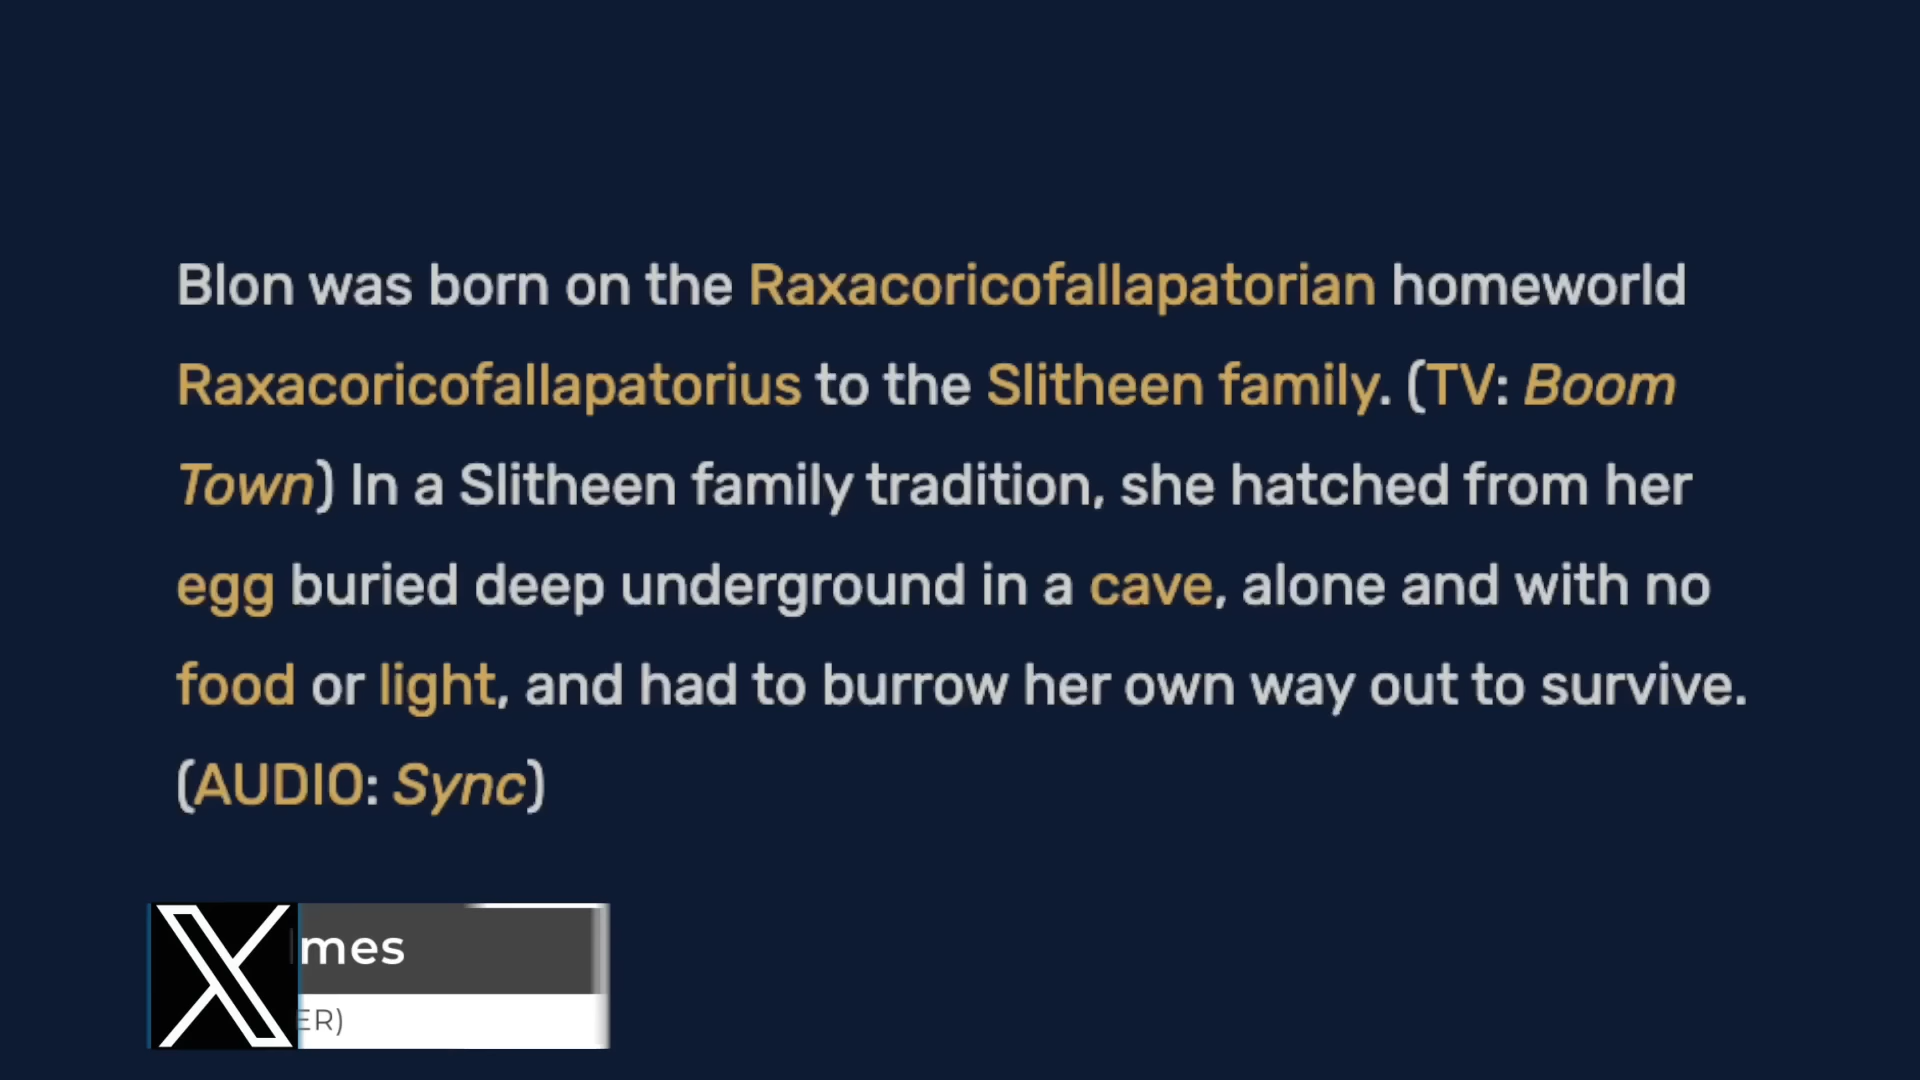 Blon was born on the Raxacoricofallapatorian homeworld
Raxacoricofallapatorius to the Slitheen family. (TV: Boom
Town) In a Slitheen family tradition, she hatched from her
egg buried deep underground in a cave, alone and with no
food or light, and had to burrow her own way out to survive.
(AUDIO: Sync)
X
mes
ER)